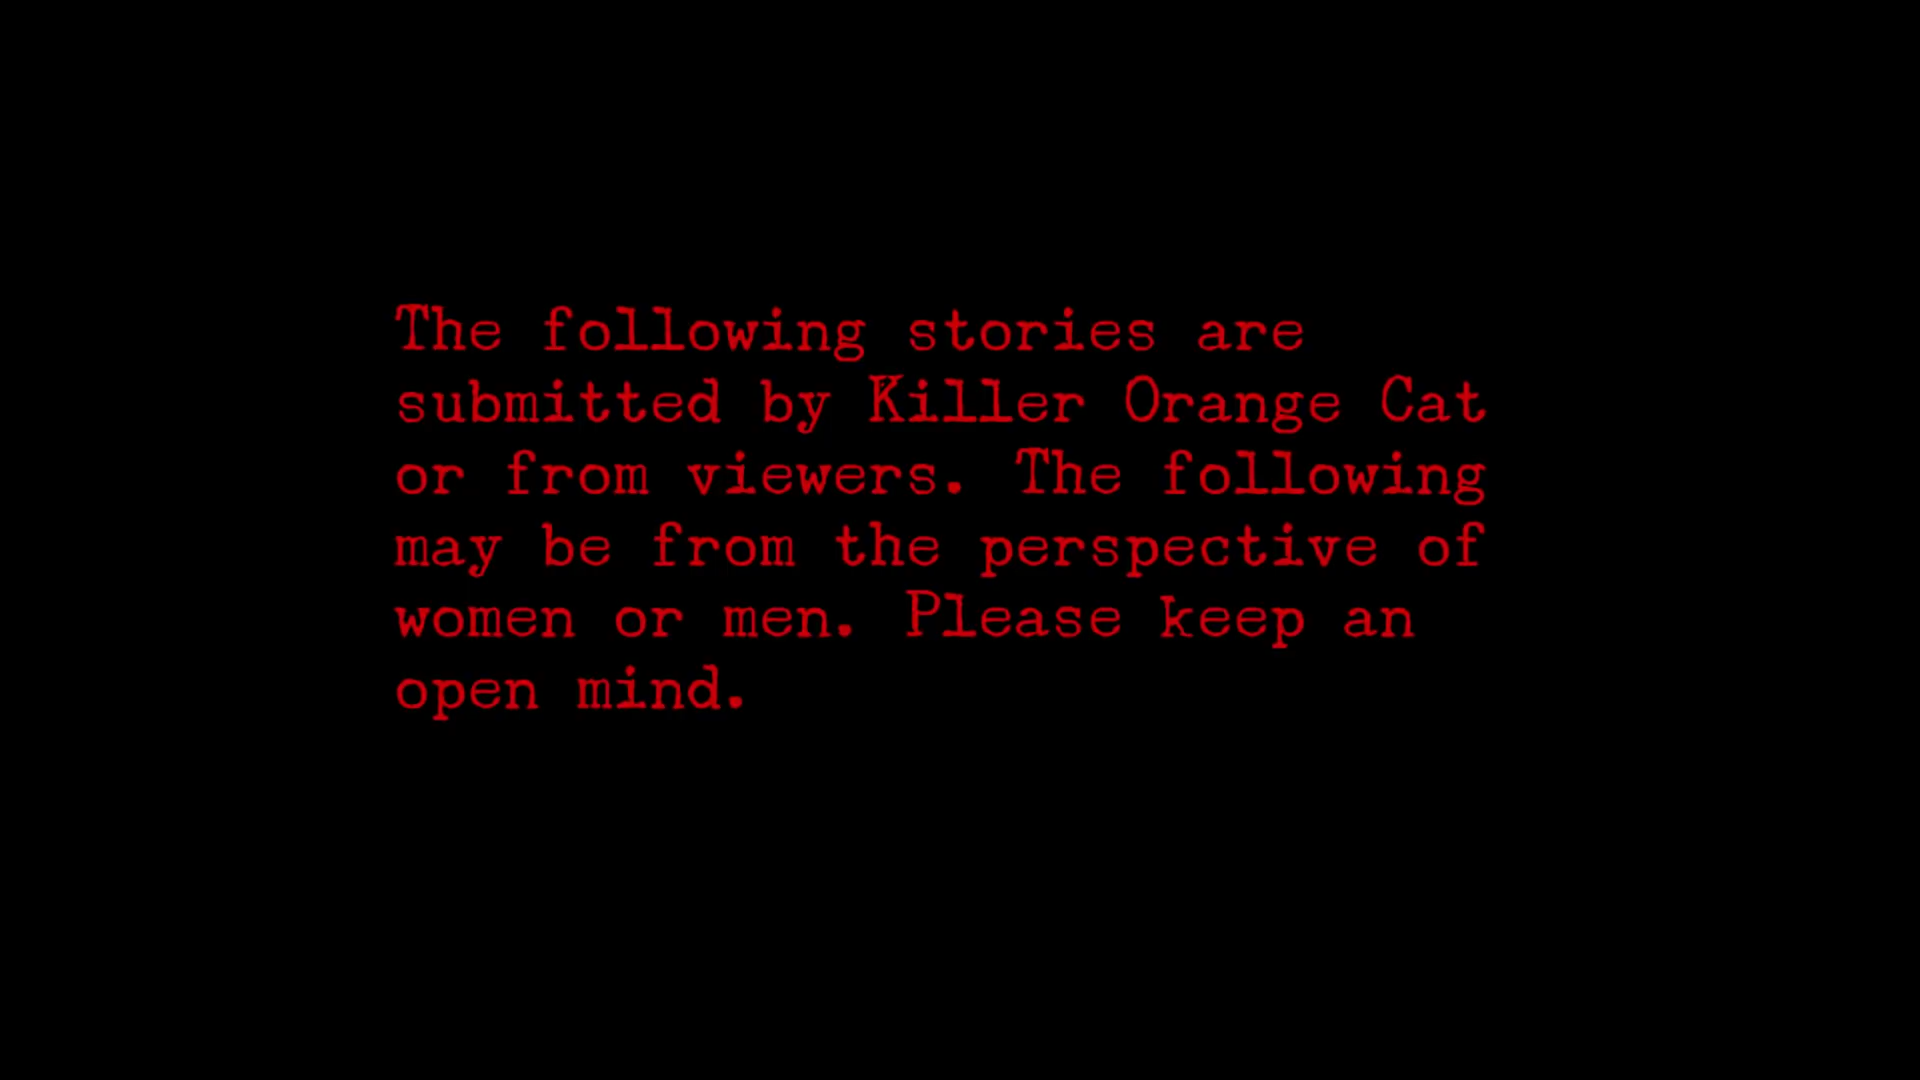 The following stories are
submitted by Killer Orange Cat
or from viewers. The following
may be from the perspective of
women or men. Please keep an
open mind.